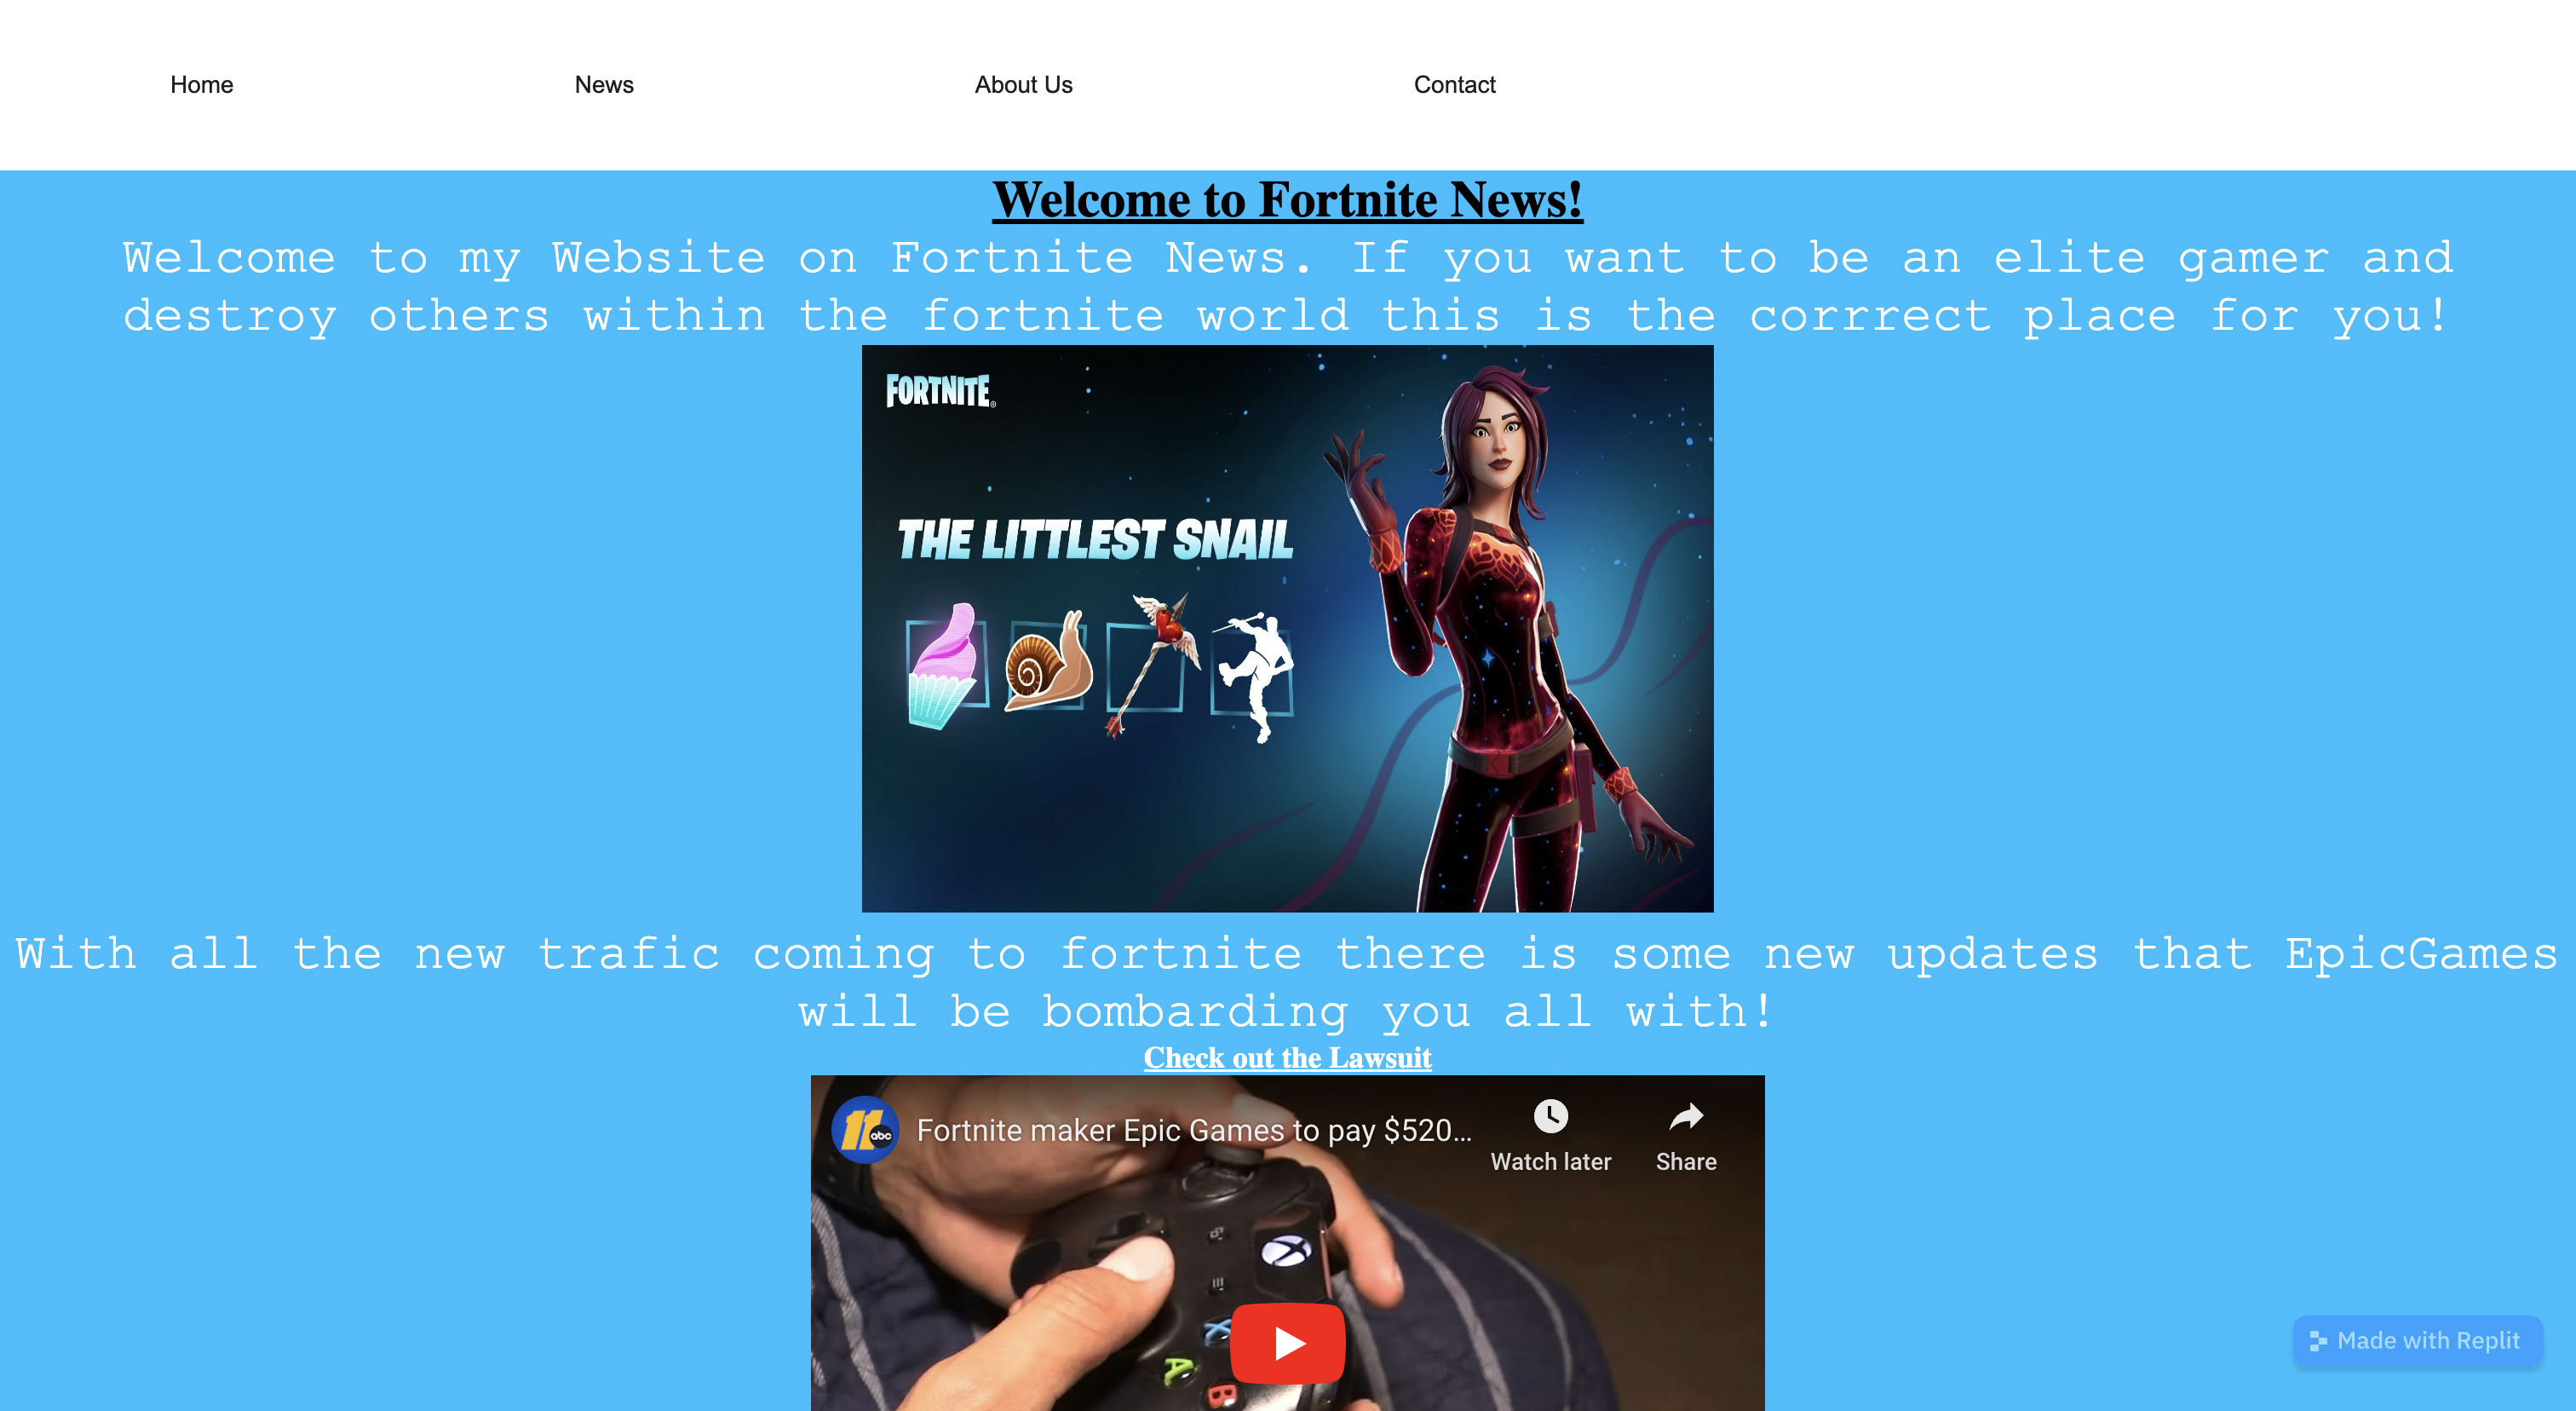 Home News About Us Contact
Welcome to Fortnite News!
Welcome to my Website on Fortnite News. If you want to be an elite gamer and
destroy others within the fortnite world this is the corrrect place for you!
FORTNITE
THE LITTLEST SNAIL
With all the new trafic coming to fortnite there is some new updates that EpicGames
will be bombarding you all with!
Check out the Lawsuit
11 abc
Fortnite maker Epic Games to pay $520...
Watch later
Share
X
A
B
Made with Replit